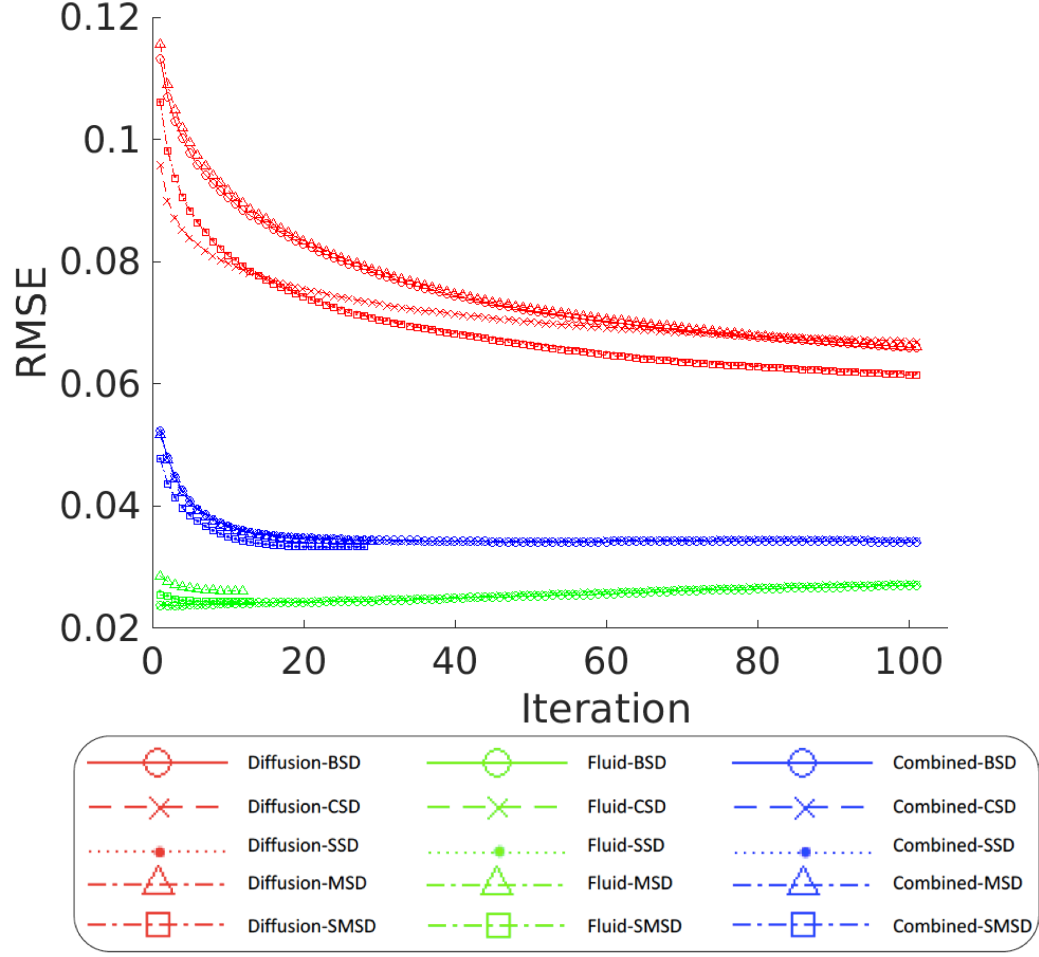 0.12
0.1
0.08
0.06
0.04
0.02
RMSE
0 20 40 60 80 100
Iteration
Diffusion-BSD Fluid-BSD Combined-BSD
Diffusion-CSD Fluid-CSD Combined-CSD
Diffusion-SSD Fluid-SSD Combined-SSD
Diffusion-MSD Fluid-MSD Combined-MSD
Diffusion-SMSD Fluid-SMSD Combined-SMSD